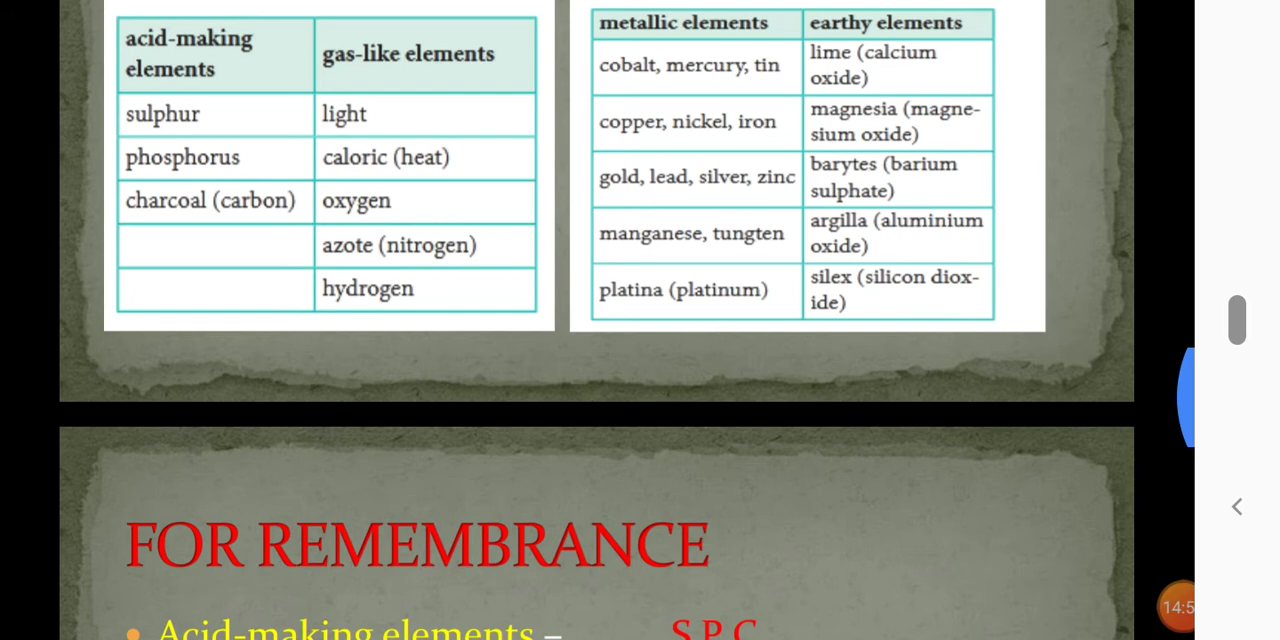 acid-making
elements
gas-like elements
sulphur
light
phosphorus
caloric (heat)
charcoal (carbon)
oxygen
azote (nitrogen)
hydrogen
metallic elements
earthy elements
cobalt, mercury, tin
lime (calcium
oxide)
copper, nickel, iron
magnesia (magne-
sium oxide)
gold, lead, silver, zinc
barytes (barium
sulphate)
manganese, tungten
argilla (aluminium
oxide)
platina (platinum)
silex (silicon diox-
ide)
FOR REMEMBRANCE
Acid-making elements – S P C
14:5